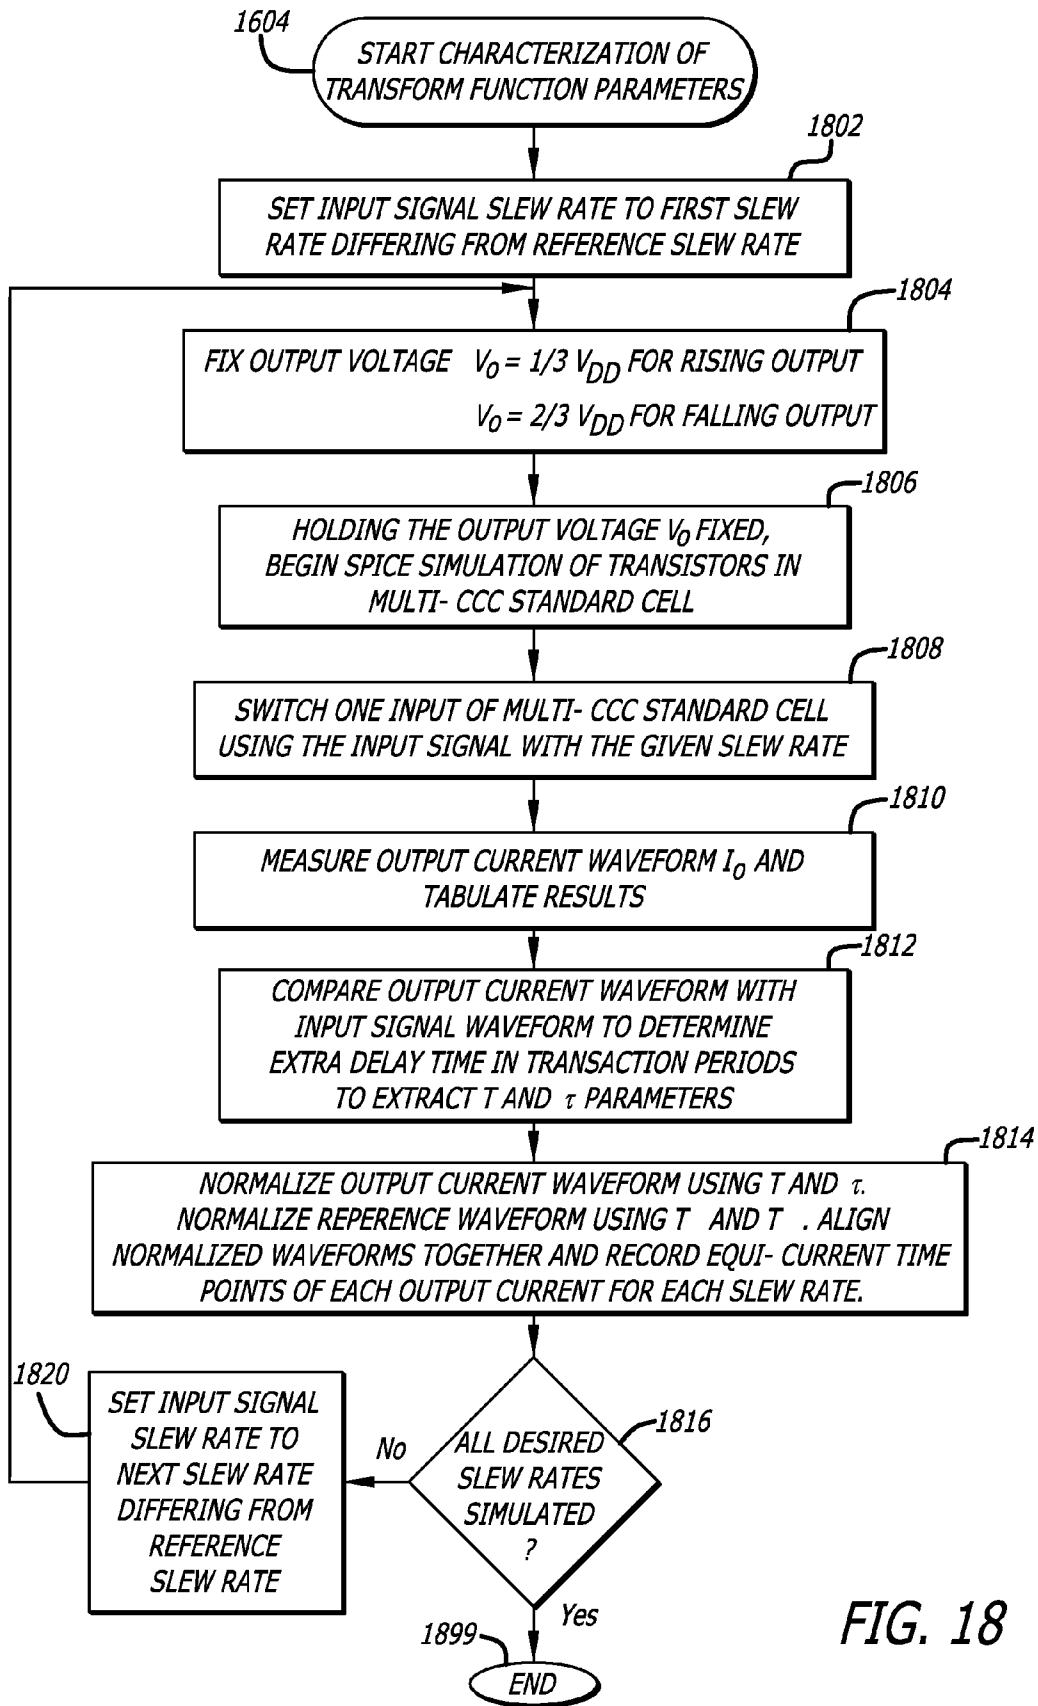 1604
START CHARACTERIZATION OF
TRANSFORM FUNCTION PARAMETERS
1802
SET INPUT SIGNAL SLEW RATE TO FIRST SLEW
RATE DIFFERING FROM REFERENCE SLEW RATE
1804
FIX OUTPUT VOLTAGE V0 = 1/3 VDD FOR RISING OUTPUT
V0 = 2/3 VDD FOR FALLING OUTPUT
1806
HOLDING THE OUTPUT VOLTAGE V0 FIXED,
BEGIN SPICE SIMULATION OF TRANSISTORS IN
MULTI- CCC STANDARD CELL
1808
SWITCH ONE INPUT OF MULTI- CCC STANDARD CELL
USING THE INPUT SIGNAL WITH THE GIVEN SLEW RATE
1810
MEASURE OUTPUT CURRENT WAVEFORM I0 AND
TABULATE RESULTS
1812
COMPARE OUTPUT CURRENT WAVEFORM WITH
INPUT SIGNAL WAVEFORM TO DETERMINE
EXTRA DELAY TIME IN TRANSACTION PERIODS
TO EXTRACT T AND τ PARAMETERS
1814
NORMALIZE OUTPUT CURRENT WAVEFORM USING T AND τ.
NORMALIZE REPERENCE WAVEFORM USING T AND T . ALIGN
NORMALIZED WAVEFORMS TOGETHER AND RECORD EQUI- CURRENT TIME
POINTS OF EACH OUTPUT CURRENT FOR EACH SLEW RATE.
1816
ALL DESIRED
SLEW RATES
SIMULATED
?
No
1820
SET INPUT SIGNAL
SLEW RATE TO
NEXT SLEW RATE
DIFFERING FROM
REFERENCE
SLEW RATE
Yes
1899
END
FIG. 18